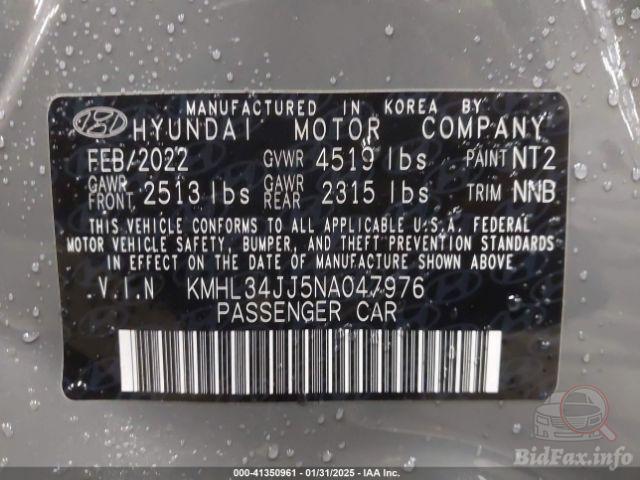 MANUFACTURED IN KOREA BY
HYUNDAI MOTOR COMPANY
FEB/2022 GVWR 4519 lbs PAINT NT2
GAWR FRONT 2513 lbs GAWR REAR 2315 lbs TRIM NNB
THIS VEHICLE CONFORMS TO ALL APPLICABLE U.S.A. FEDERAL
MOTOR VEHICLE SAFETY, BUMPER, AND THEFT PREVENTION STANDARDS
IN EFFECT ON THE DATE OF MANUFACTURE SHOWN ABOVE
V.I.N KMHL34JJ5NA047976
PASSENGER CAR
BidFax.info
000-41350961 - 01/31/2025 - IAA Inc.